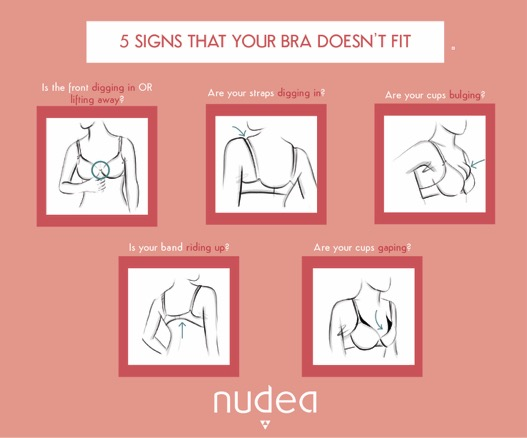 5 SIGNS THAT YOUR BRA DOESN'T FIT
Is the front digging in OR
lifting away?
Are your straps digging in?
Are your cups bulging?
Is your band riding up?
Are your cups gaping?
nudea